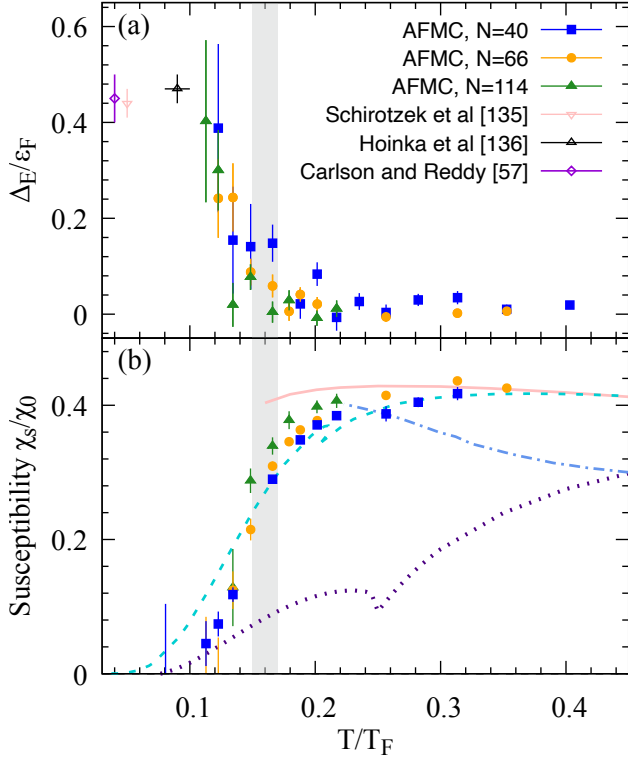 0.6
(a)
AFMC, N=40
AFMC, N=66
AFMC, N=114
Schirotzek et al [135]
Hoinka et al [136]
Carlson and Reddy [57]
0.4
0.2
0
Δ_E/ε_F
(b)
0.4
0.2
0
Susceptibility χ_s/χ_0
0.1 0.2 0.3 0.4
T/T_F